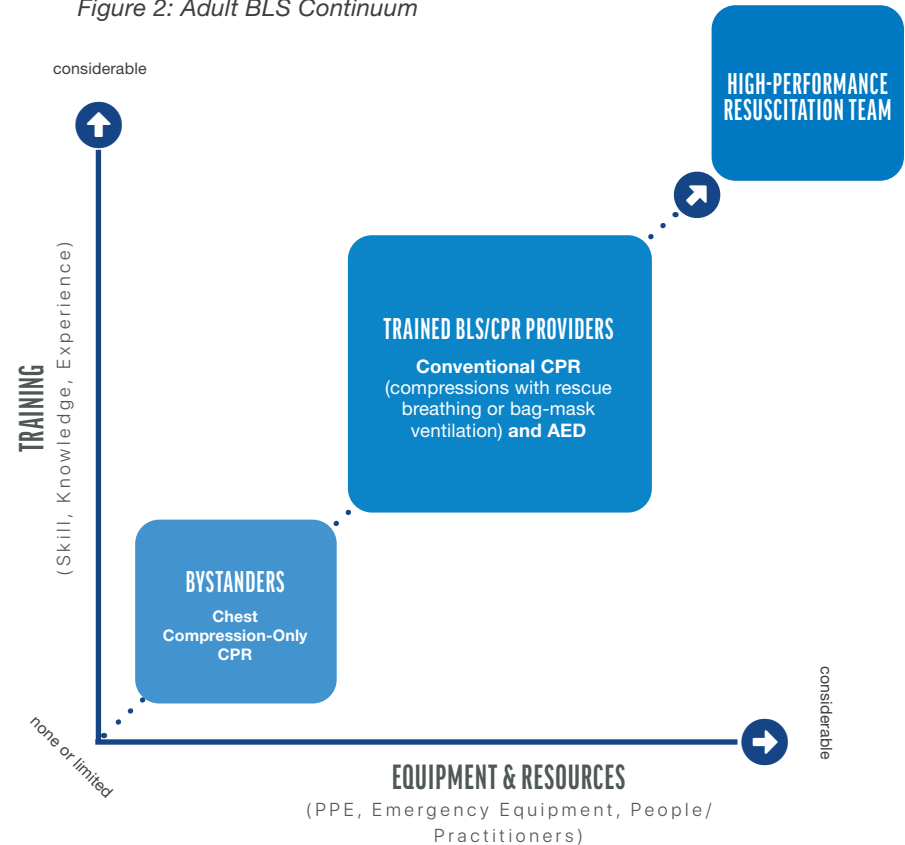 Figure 2: Adult BLS Continuum
considerable
HIGH-PERFORMANCE
RESUSCITATION TEAM
TRAINING
(Skill, Knowledge, Experience)
TRAINED BLS/CPR PROVIDERS
Conventional CPR
(compressions with rescue
breathing or bag-mask
ventilation) and AED
BYSTANDERS
Chest
Compression-Only
CPR
none or limited
considerable
EQUIPMENT & RESOURCES
(PPE, Emergency Equipment, People/
Practitioners)